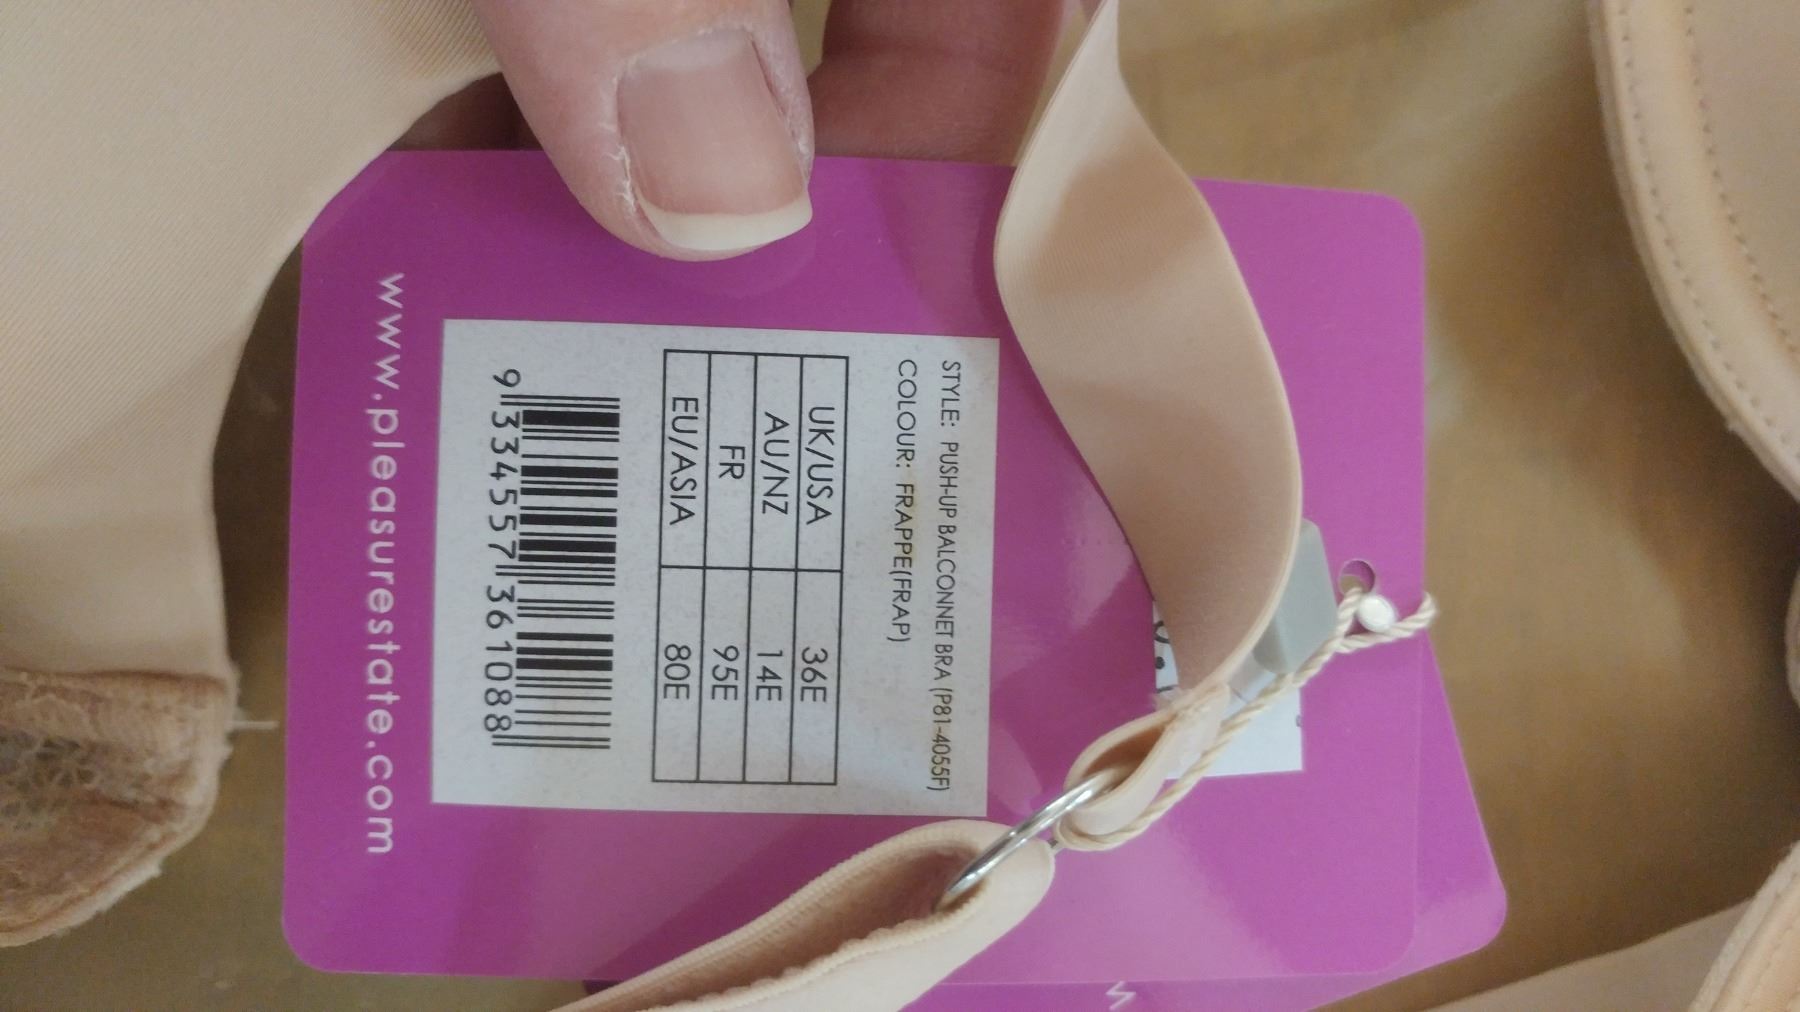 STYLE: PUSH-UP BALCONNET BRA (P81-4055F)
COLOUR: FRAPPE(FRAP)
UK/USA 36E
AU/NZ 14E
FR 95E
EU/ASIA 80E
9 334557 361088
www.pleasurestate.com